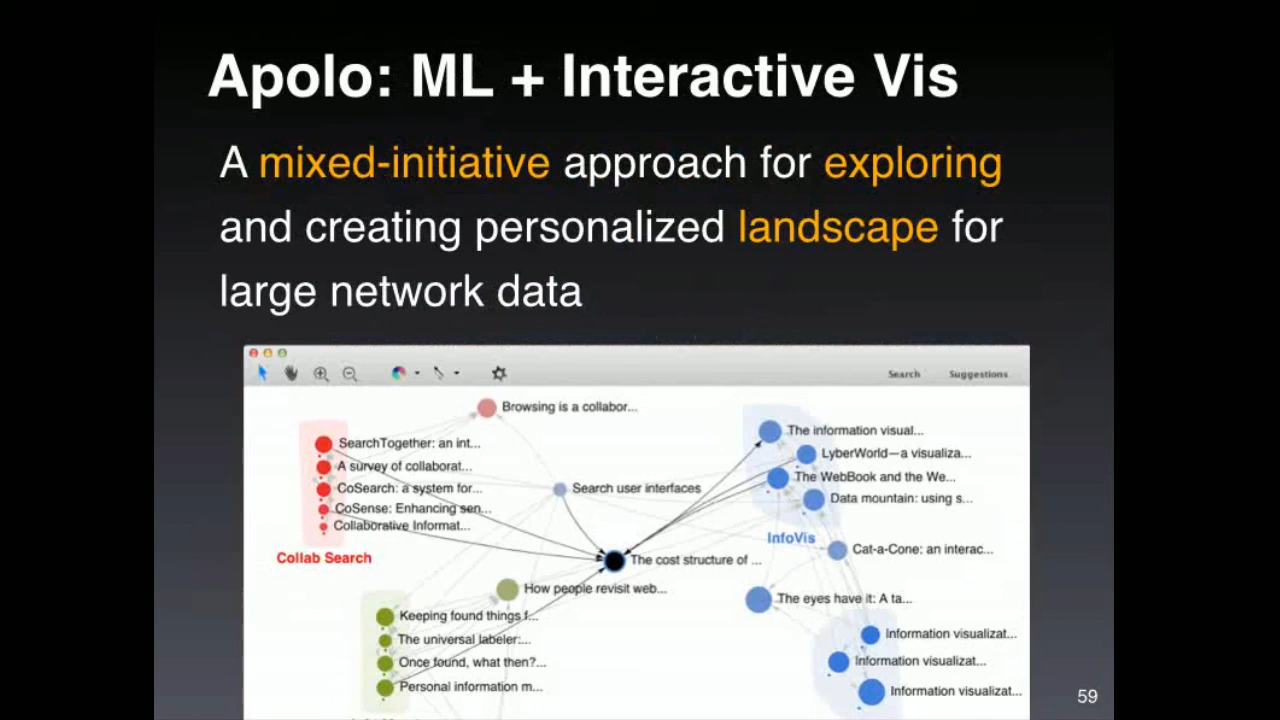 Apolo: ML + Interactive Vis
A mixed-initiative approach for exploring
and creating personalized landscape for
large network data
Search
Suggestions
Browsing is a collabor...
SearchTogether: an int...
A survey of collaborat...
CoSearch: a system for...
CoSense: Enhancing sen...
Collaborative Informat...
Collab Search
Search user interfaces
The information visual...
LyberWorld—a visualiza...
The WebBook and the We...
Data mountain: using s...
InfoVis
Cat-a-Cone: an interac...
The cost structure of ...
How people revisit web...
The eyes have it: A ta...
Keeping found things f...
The universal labeler:...
Once found, what then?...
Personal information m...
Information visualizat...
Information visualizat...
Information visualizat...
59